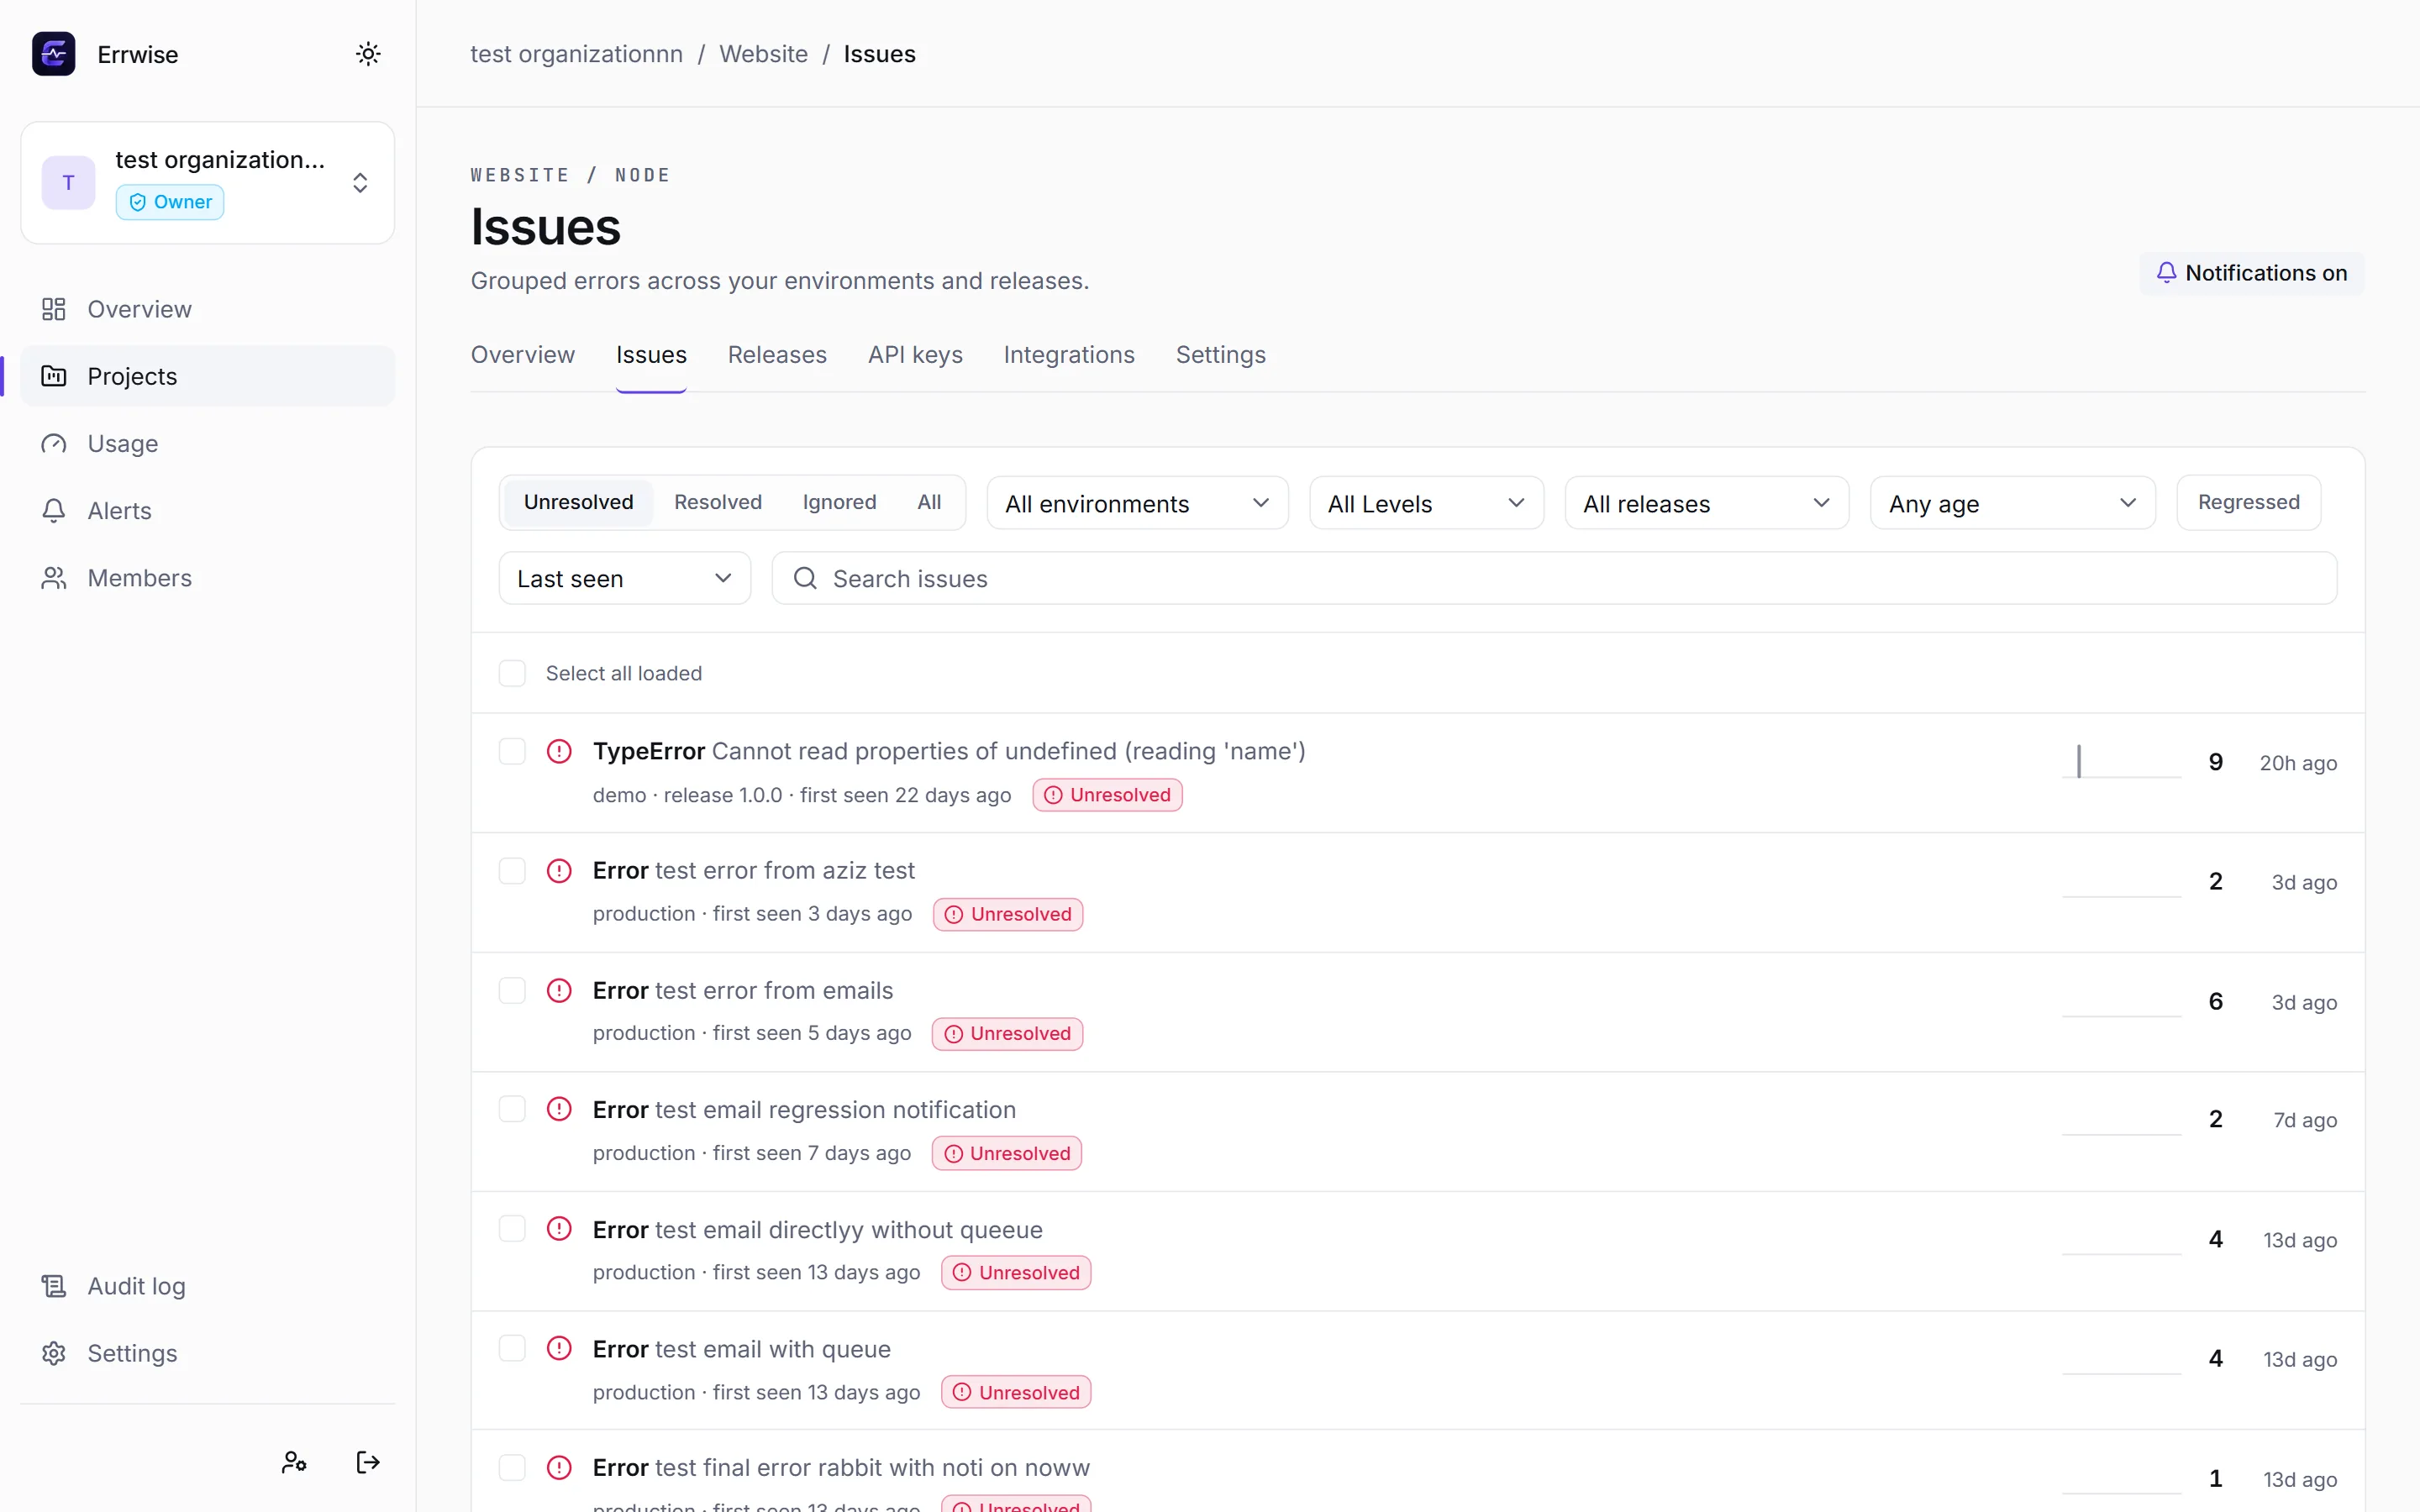 Errwise
test organization...
T
Owner
Overview
Projects
Usage
Alerts
Members
Audit log
Settings
test organizationnn / Website / Issues
WEBSITE / NODE
Issues
Grouped errors across your environments and releases.
Notifications on
Overview Issues Releases API keys Integrations Settings
Unresolved Resolved Ignored All All environments All Levels All releases Any age Regressed
Last seen Search issues
Select all loaded
TypeError Cannot read properties of undefined (reading 'name') 9 20h ago
demo · release 1.0.0 · first seen 22 days ago Unresolved
Error test error from aziz test 2 3d ago
production · first seen 3 days ago Unresolved
Error test error from emails 6 3d ago
production · first seen 5 days ago Unresolved
Error test email regression notification 2 7d ago
production · first seen 7 days ago Unresolved
Error test email directlyy without queeue 4 13d ago
production · first seen 13 days ago Unresolved
Error test email with queue 4 13d ago
production · first seen 13 days ago Unresolved
Error test final error rabbit with noti on noww 1 13d ago
production · first seen 13 days ago Unresolved